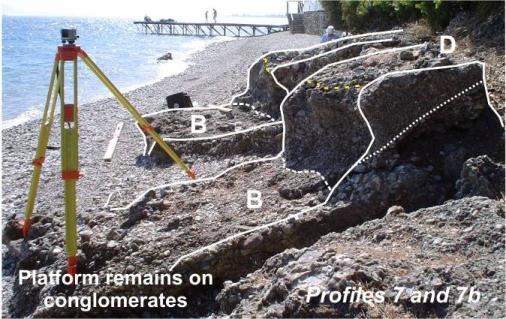 D
B
B
Platform remains on
conglomerates
Profiles 7 and 7b